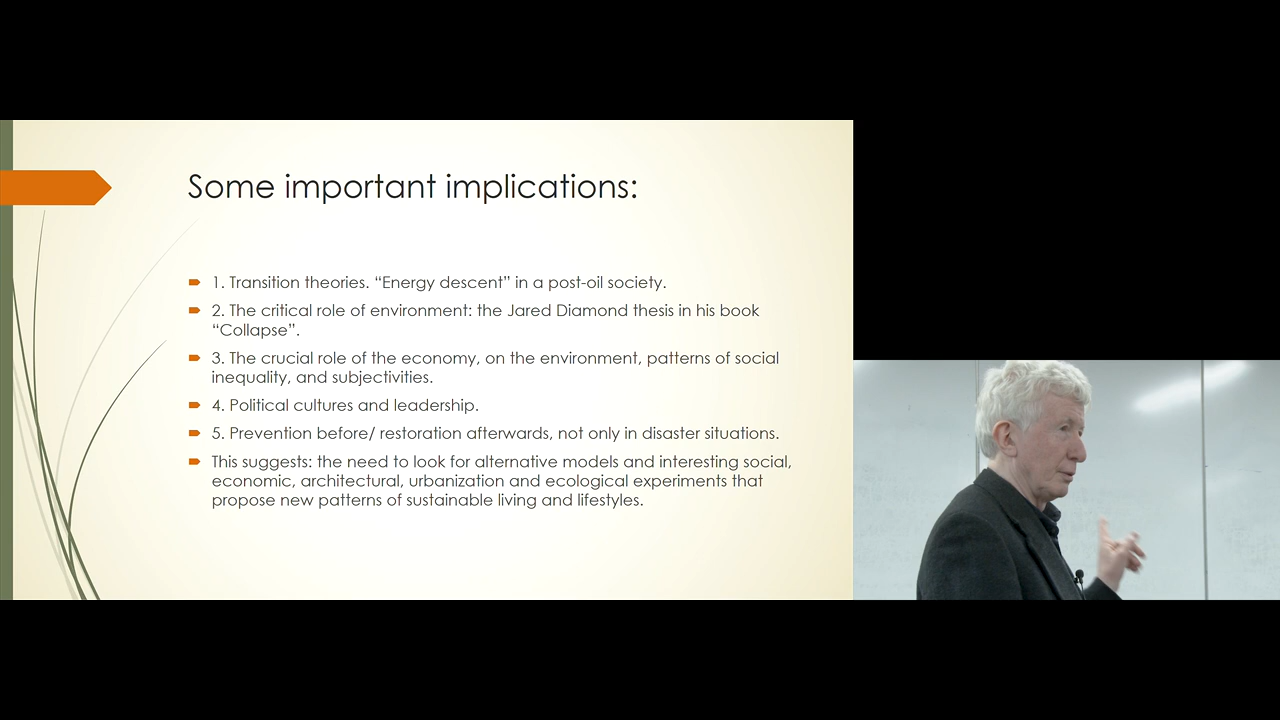 Some important implications:
1. Transition theories. “Energy descent” in a post-oil society.
2. The critical role of environment: the Jared Diamond thesis in his book
“Collapse”.
3. The crucial role of the economy, on the environment, patterns of social
inequality, and subjectivities.
4. Political cultures and leadership.
5. Prevention before/ restoration afterwards, not only in disaster situations.
This suggests: the need to look for alternative models and interesting social,
economic, architectural, urbanization and ecological experiments that
propose new patterns of sustainable living and lifestyles.